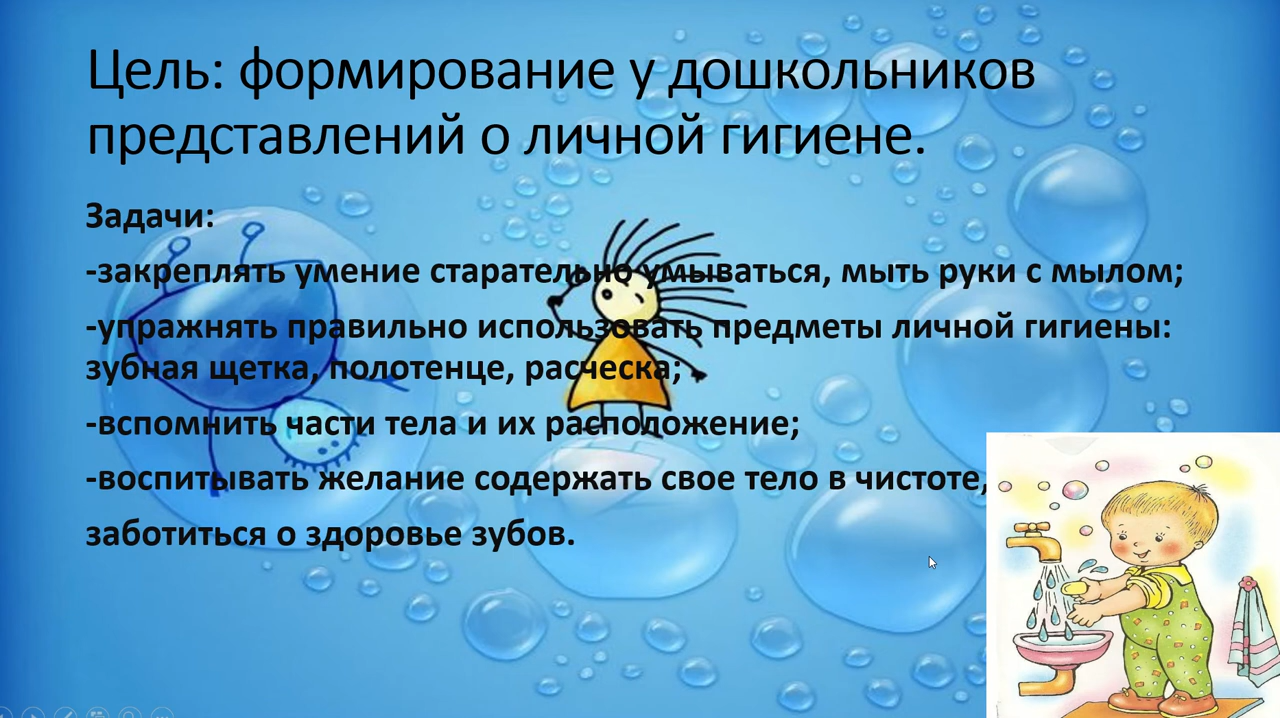 Цель: формирование у дошкольников
представлений о личной гигиене.
Задачи:
-закреплять умение старательно умываться, мыть руки с мылом;
-упражнять правильно использовать предметы личной гигиены:
зубная щетка, полотенце, расческа;
-вспомнить части тела и их расположение;
-воспитывать желание содержать свое тело в чистоте,
заботиться о здоровье зубов.